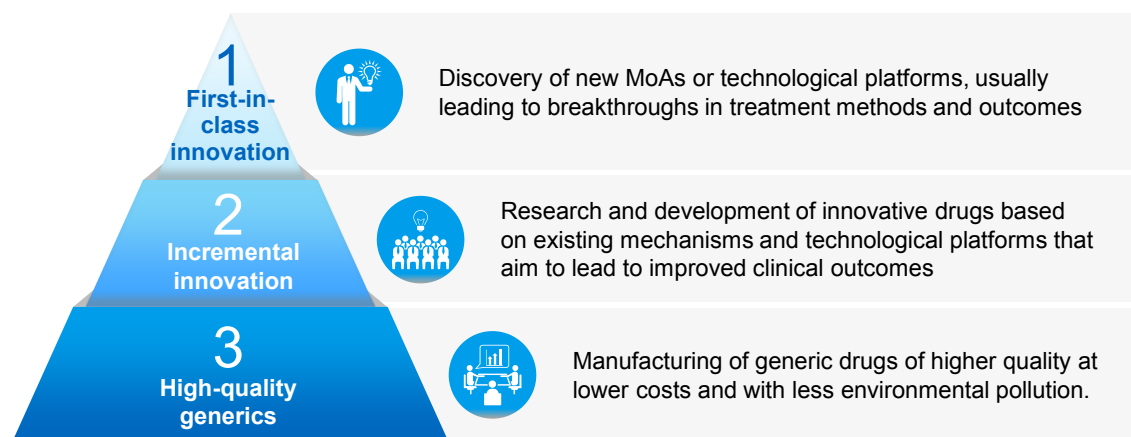 1
First-in-
class
innovation
Discovery of new MoAs or technological platforms, usually
leading to breakthroughs in treatment methods and outcomes
2
Incremental
innovation
Research and development of innovative drugs based
on existing mechanisms and technological platforms that
aim to lead to improved clinical outcomes
3
High-quality
generics
Manufacturing of generic drugs of higher quality at
lower costs and with less environmental pollution.